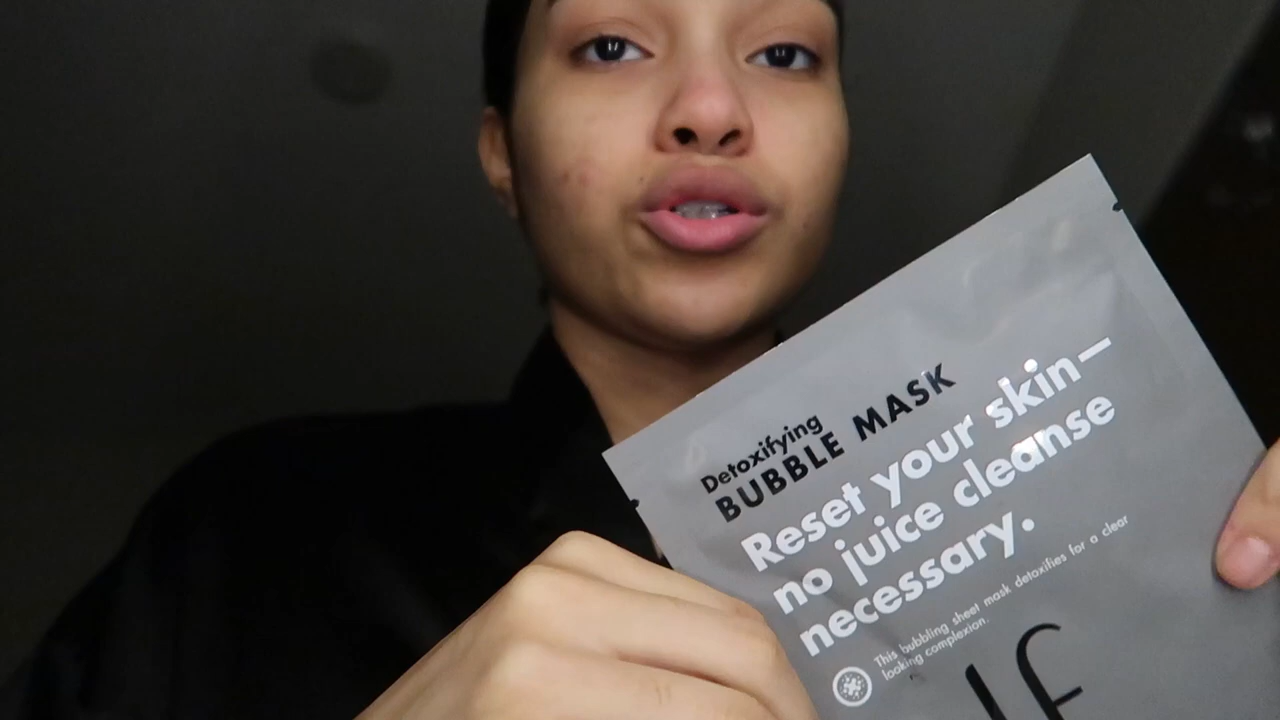 Detoxifying
BUBBLE MASK
Reset your skin—
no juice cleanse
necessary.
This bubbling sheet mask detoxifies for a clear
looking complexion.